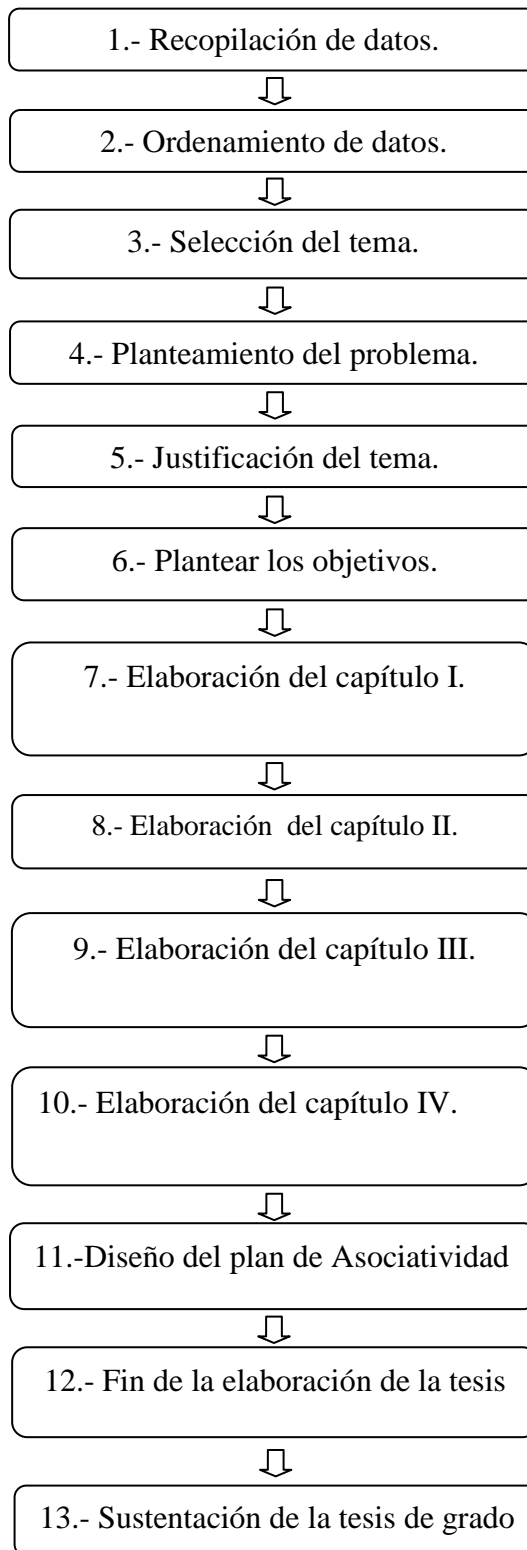 1.- Recopilación de datos.
2.- Ordenamiento de datos.
3.- Selección del tema.
4.- Planteamiento del problema.
5.- Justificación del tema.
6.- Plantear los objetivos.
7.- Elaboración del capítulo I.
8.- Elaboración  del capítulo II.
9.- Elaboración del capítulo III.
10.- Elaboración del capítulo IV.
11.-Diseño del plan de Asociatividad
12.- Fin de la elaboración de la tesis
13.- Sustentación de la tesis de grado